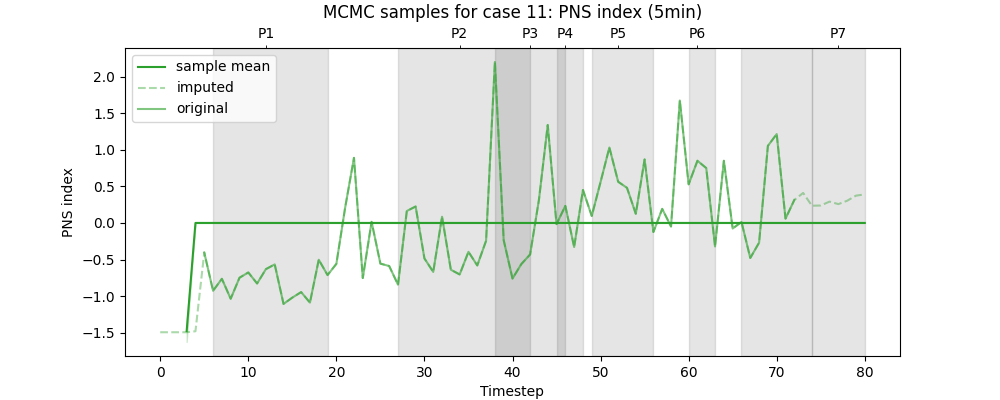 MCMC samples for case 11: PNS index (5min)
P1 P2 P3 P4 P5 P6 P7
sample mean
imputed
original
PNS index
2.0
1.5
1.0
0.5
0.0
−0.5
−1.0
−1.5
0 10 20 30 40 50 60 70 80
Timestep